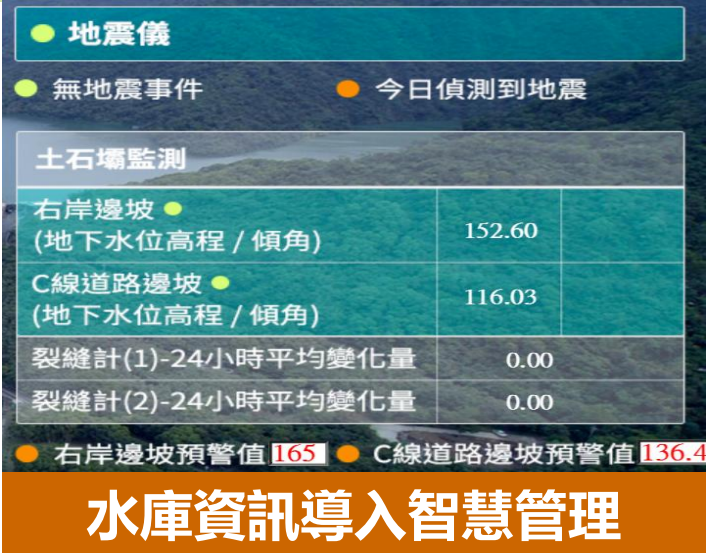 地震儀
無地震事件 今日偵測到地震
土石壩監測
右岸邊坡
(地下水位高程 / 傾角) 152.60
C線道路邊坡
(地下水位高程 / 傾角) 116.03
裂縫計(1)-24小時平均變化量 0.00
裂縫計(2)-24小時平均變化量 0.00
右岸邊坡預警值 165 C線道路邊坡預警值 136.4
水庫資訊導入智慧管理